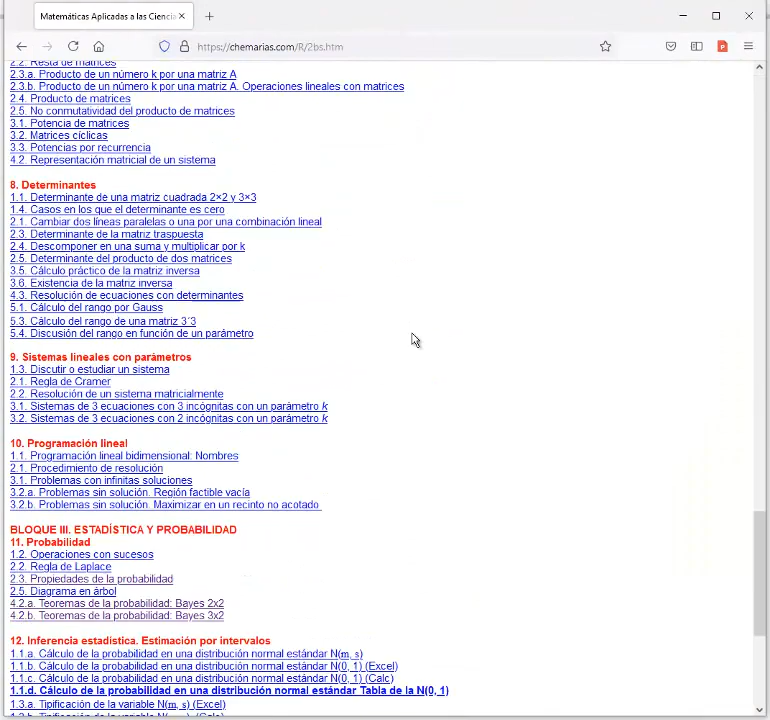 Matemáticas Aplicadas a las Ciencia
https://chemarias.com/R/2bs.htm
2.2. Resta de matrices
2.3.a. Producto de un número k por una matriz A
2.3.b. Producto de un número k por una matriz A. Operaciones lineales con matrices
2.4. Producto de matrices
2.5. No conmutatividad del producto de matrices
3.1. Potencia de matrices
3.2. Matrices cíclicas
3.3. Potencias por recurrencia
4.2. Representación matricial de un sistema
8. Determinantes
1.1. Determinante de una matriz cuadrada 2×2 y 3×3
1.4. Casos en los que el determinante es cero
2.1. Cambiar dos líneas paralelas o una por una combinación lineal
2.3. Determinante de la matriz traspuesta
2.4. Descomponer en una suma y multiplicar por k
2.5. Determinante del producto de dos matrices
3.5. Cálculo práctico de la matriz inversa
3.6. Existencia de la matriz inversa
4.3. Resolución de ecuaciones con determinantes
5.1. Cálculo del rango por Gauss
5.3. Cálculo del rango de una matriz 3´3
5.4. Discusión del rango en función de un parámetro
9. Sistemas lineales con parámetros
1.3. Discutir o estudiar un sistema
2.1. Regla de Cramer
2.2. Resolución de un sistema matricialmente
3.1. Sistemas de 3 ecuaciones con 3 incógnitas con un parámetro k
3.2. Sistemas de 3 ecuaciones con 2 incógnitas con un parámetro k
10. Programación lineal
1.1. Programación lineal bidimensional: Nombres
2.1. Procedimiento de resolución
3.1. Problemas con infinitas soluciones
3.2.a. Problemas sin solución. Región factible vacía
3.2.b. Problemas sin solución. Maximizar en un recinto no acotado
BLOQUE III. ESTADÍSTICA Y PROBABILIDAD
11. Probabilidad
1.2. Operaciones con sucesos
2.2. Regla de Laplace
2.3. Propiedades de la probabilidad
2.5. Diagrama en árbol
4.2.a. Teoremas de la probabilidad: Bayes 2x2
4.2.b. Teoremas de la probabilidad: Bayes 3x2
12. Inferencia estadística. Estimación por intervalos
1.1.a. Cálculo de la probabilidad en una distribución normal estándar N(m, s)
1.1.b. Cálculo de la probabilidad en una distribución normal estándar N(0, 1) (Excel)
1.1.c. Cálculo de la probabilidad en una distribución normal estándar N(0, 1) (Calc)
1.1.d. Cálculo de la probabilidad en una distribución normal estándar Tabla de la N(0, 1)
1.3.a. Tipificación de la variable N(m, s) (Excel)
1.3.b. Tipificación de la variable N(m, s) (Calc)